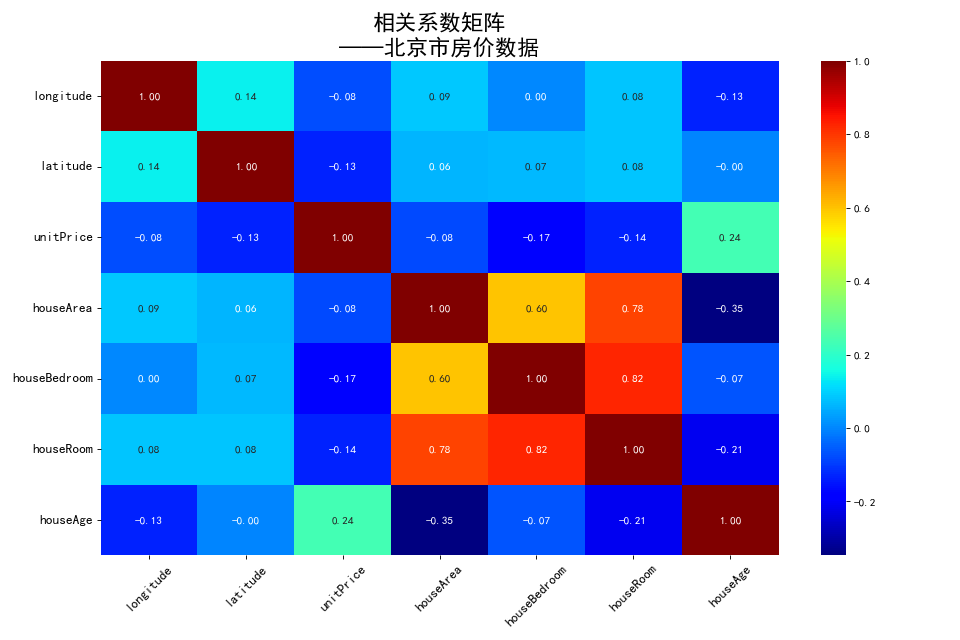 相关系数矩阵
——北京市房价数据
longitude 1.00 0.14 -0.08 0.09 0.00 0.08 -0.13
latitude 0.14 1.00 -0.13 0.06 0.07 0.08 -0.00
unitPrice -0.08 -0.13 1.00 -0.08 -0.17 -0.14 0.24
houseArea 0.09 0.06 -0.08 1.00 0.60 0.78 -0.35
houseBedroom 0.00 0.07 -0.17 0.60 1.00 0.82 -0.07
houseRoom 0.08 0.08 -0.14 0.78 0.82 1.00 -0.21
houseAge -0.13 -0.00 0.24 -0.35 -0.07 -0.21 1.00
longitude latitude unitPrice houseArea houseBedroom houseRoom houseAge
1.0
0.8
0.6
0.4
0.2
0.0
-0.2